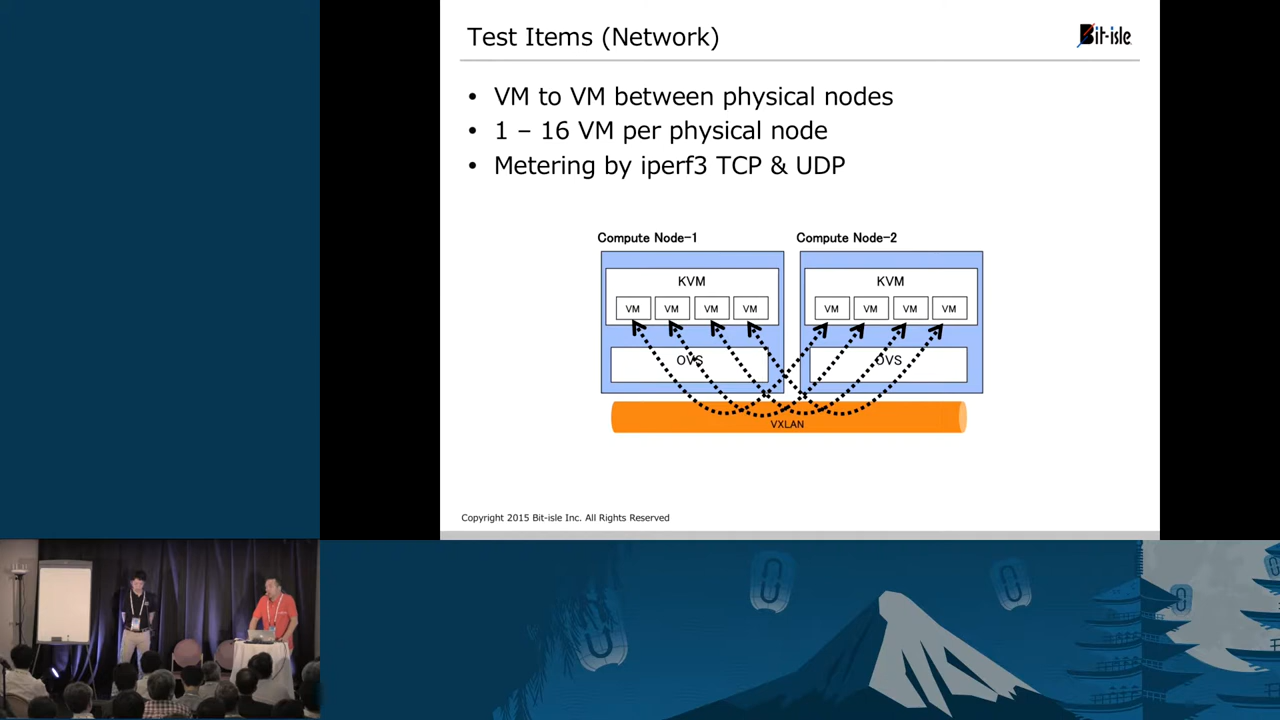 Test Items (Network)
Bit-isle
• VM to VM between physical nodes
• 1 – 16 VM per physical node
• Metering by iperf3 TCP & UDP
Compute Node-1
Compute Node-2
KVM
KVM
VM VM VM VM
VM VM VM VM
OVS
OVS
VXLAN
Copyright 2015 Bit-isle Inc. All Rights Reserved